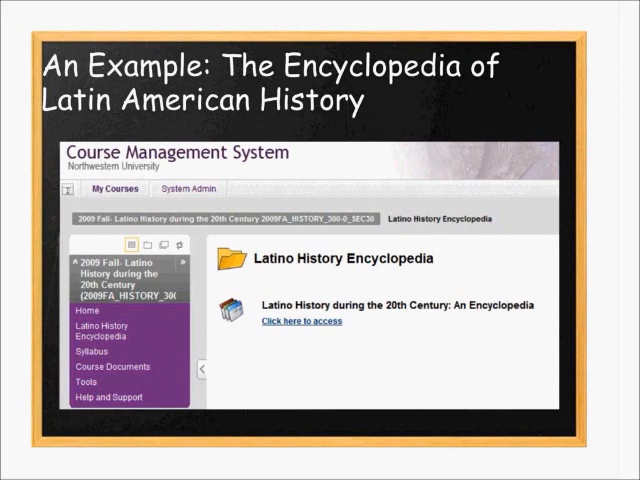 An Example: The Encyclopedia of
Latin American History
Course Management System
Northwestern University
My Courses System Admin
2009 Fall- Latino History during the 20th Century 2009FA_HISTORY_300-0_SEC30 Latino History Encyclopedia
2009 Fall- Latino
History during the
20th Century
(2009FA_HISTORY_30(
Home
Latino History
Encyclopedia
Syllabus
Course Documents
Tools
Help and Support
Latino History Encyclopedia
Latino History during the 20th Century: An Encyclopedia
Click here to access